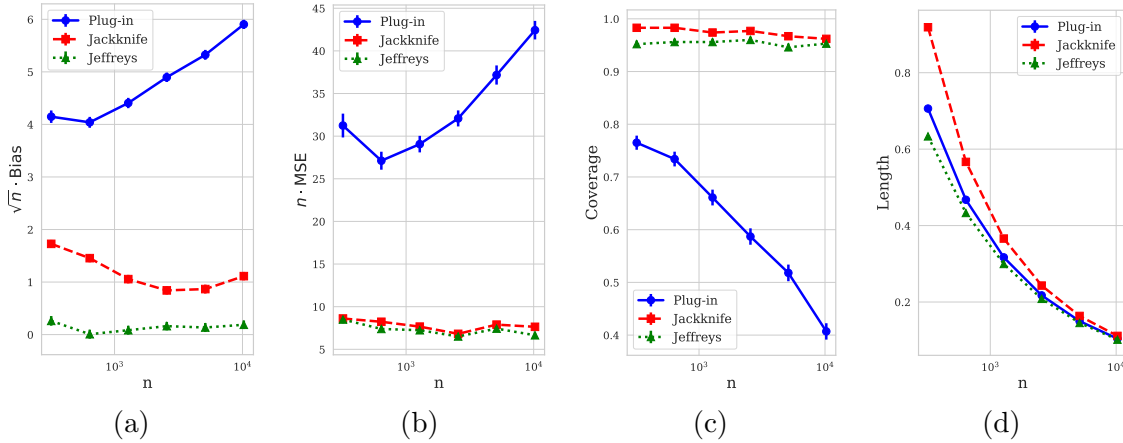 6
5
4
3
2
1
0
√n · Bias
Plug-in
Jackknife
Jeffreys
10³
10⁴
n
(a)
45
40
35
30
25
20
15
10
5
n · MSE
Plug-in
Jackknife
Jeffreys
10³
10⁴
n
(b)
1.0
0.9
0.8
0.7
0.6
0.5
0.4
Coverage
Plug-in
Jackknife
Jeffreys
10³
10⁴
n
(c)
0.8
0.6
0.4
0.2
Length
Plug-in
Jackknife
Jeffreys
10³
10⁴
n
(d)